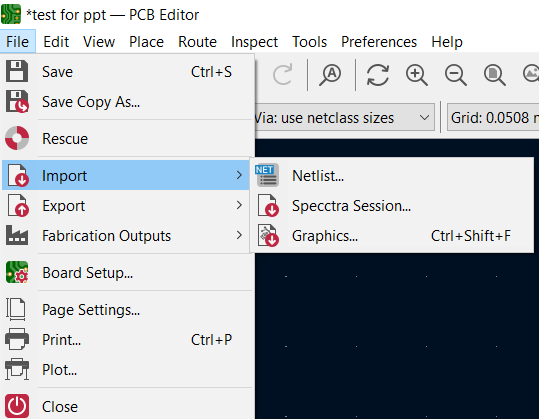 *test for ppt — PCB Editor
File Edit View Place Route Inspect Tools Preferences Help
Save Ctrl+S
Save Copy As...
Via: use netclass sizes Grid: 0.0508
Rescue
Import
NET Netlist...
Export
Specctra Session...
Fabrication Outputs
Graphics... Ctrl+Shift+F
Board Setup...
Page Settings...
Print... Ctrl+P
Plot...
Close